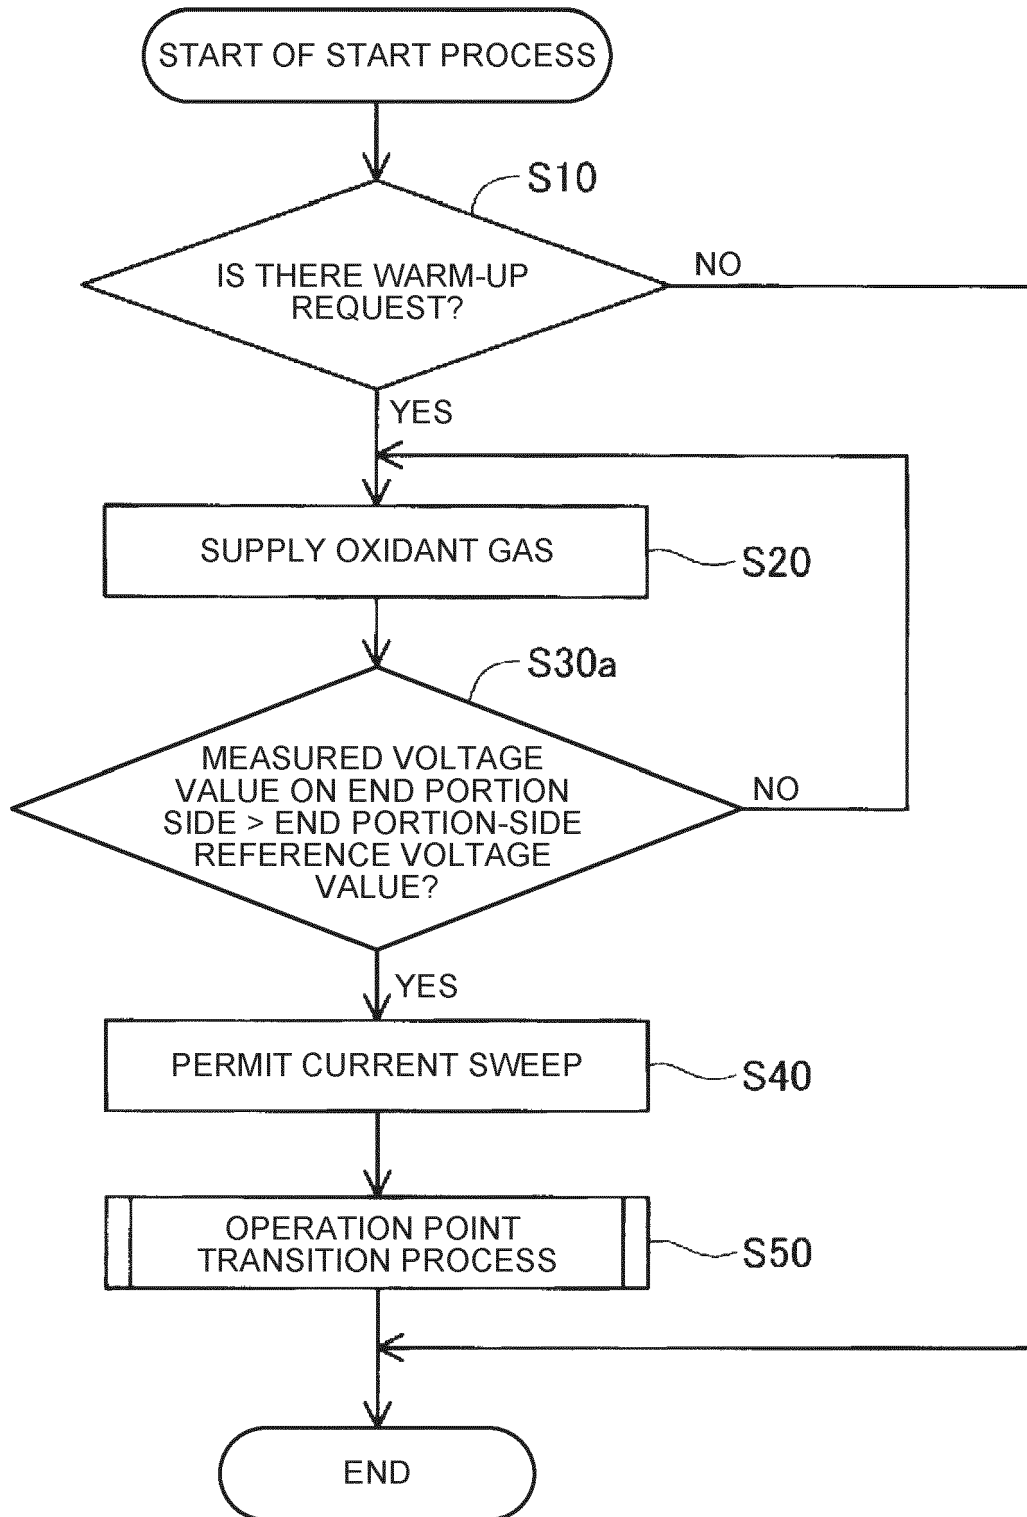 START OF START PROCESS
S10
IS THERE WARM-UP
REQUEST?
NO
YES
SUPPLY OXIDANT GAS
S20
S30a
MEASURED VOLTAGE
VALUE ON END PORTION
SIDE > END PORTION-SIDE
REFERENCE VOLTAGE
VALUE?
NO
YES
PERMIT CURRENT SWEEP
S40
OPERATION POINT
TRANSITION PROCESS
S50
END